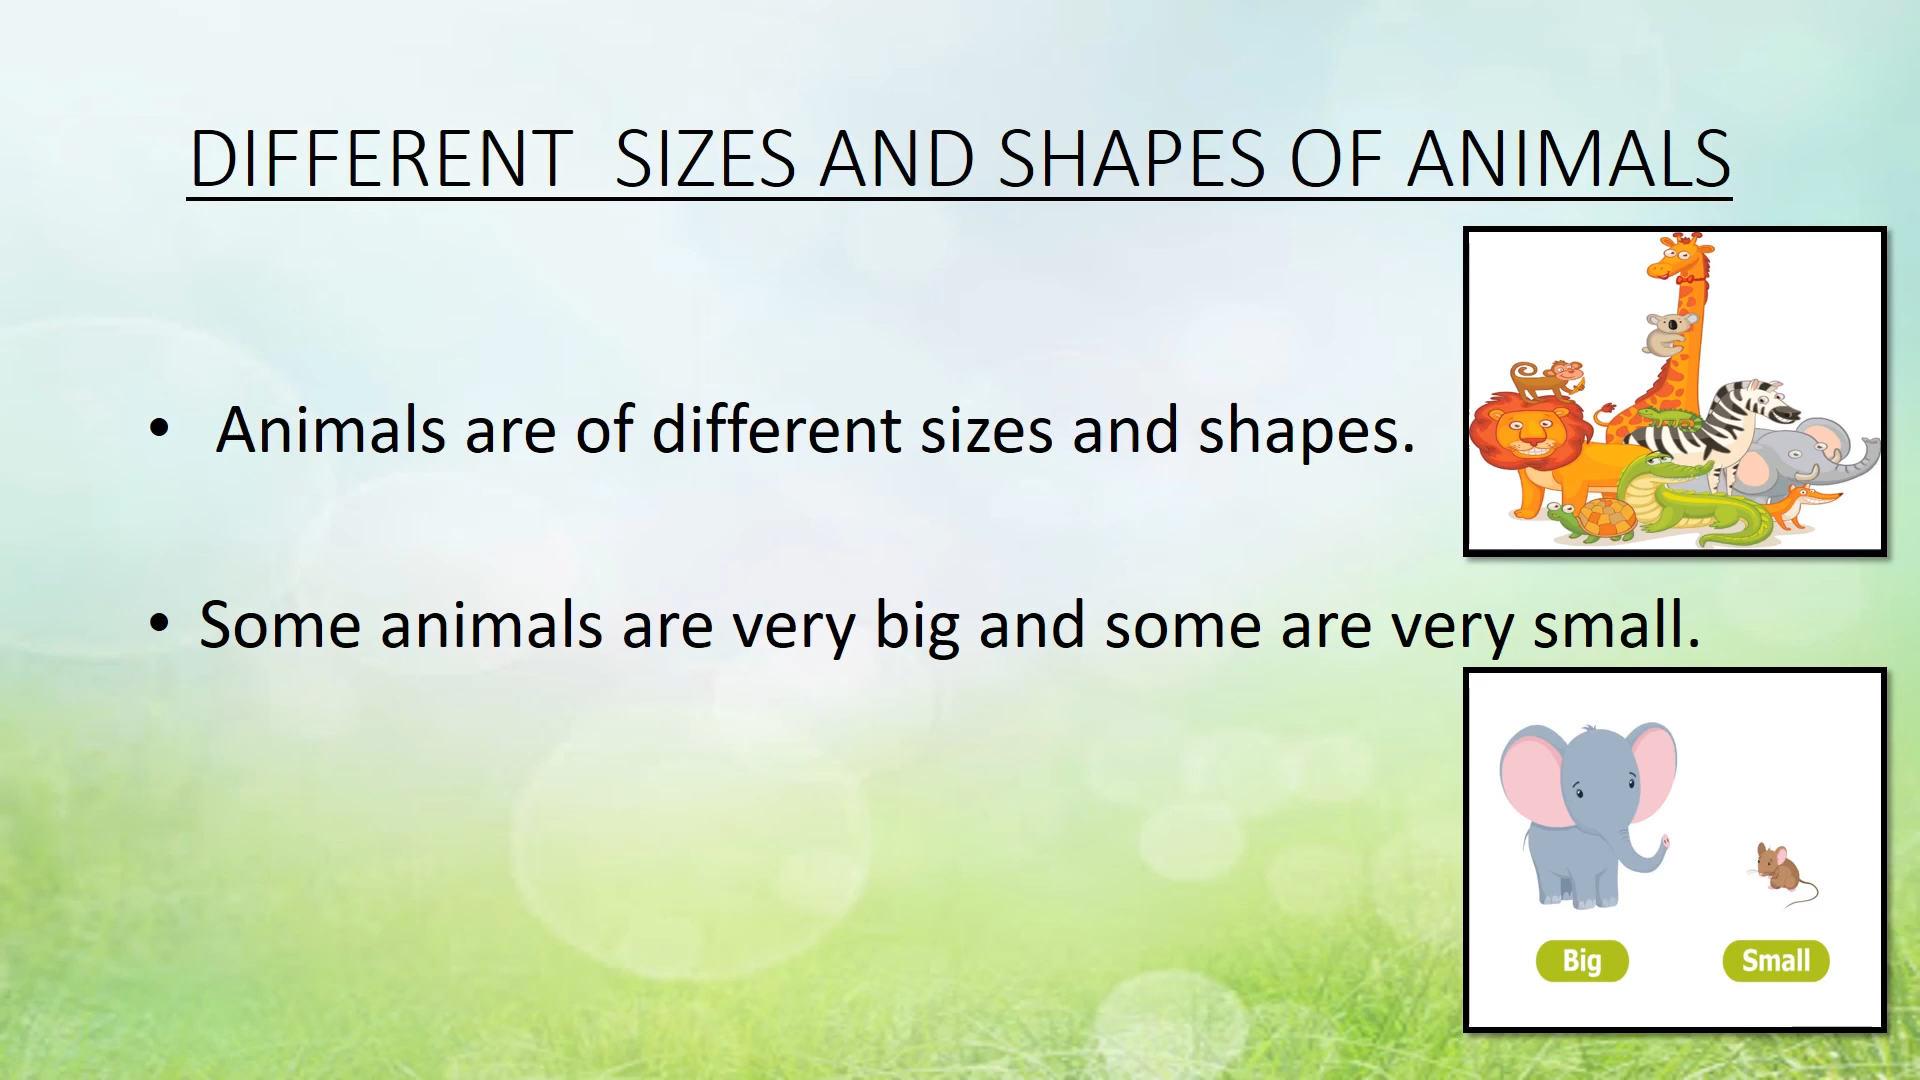 DIFFERENT  SIZES AND SHAPES OF ANIMALS
• Animals are of different sizes and shapes.
• Some animals are very big and some are very small.
Big
Small